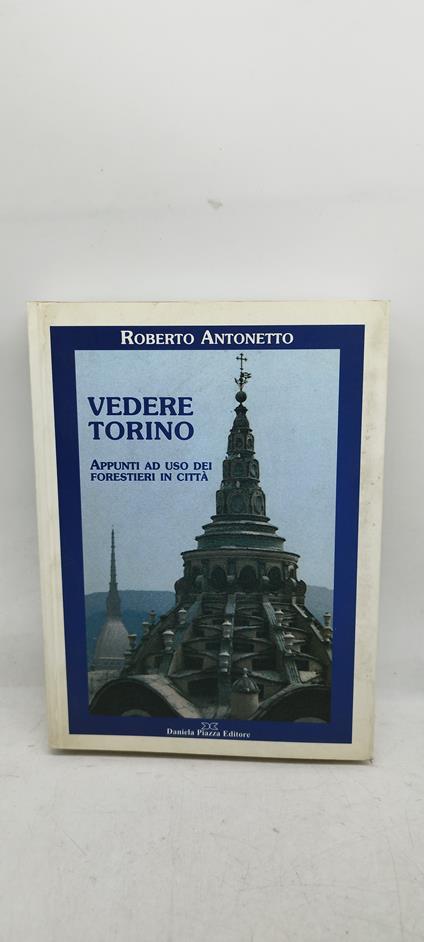 ROBERTO ANTONETTO
VEDERE
TORINO
APPUNTI AD USO DEI
FORESTIERI IN CITTÀ
Daniela Piazza Editore